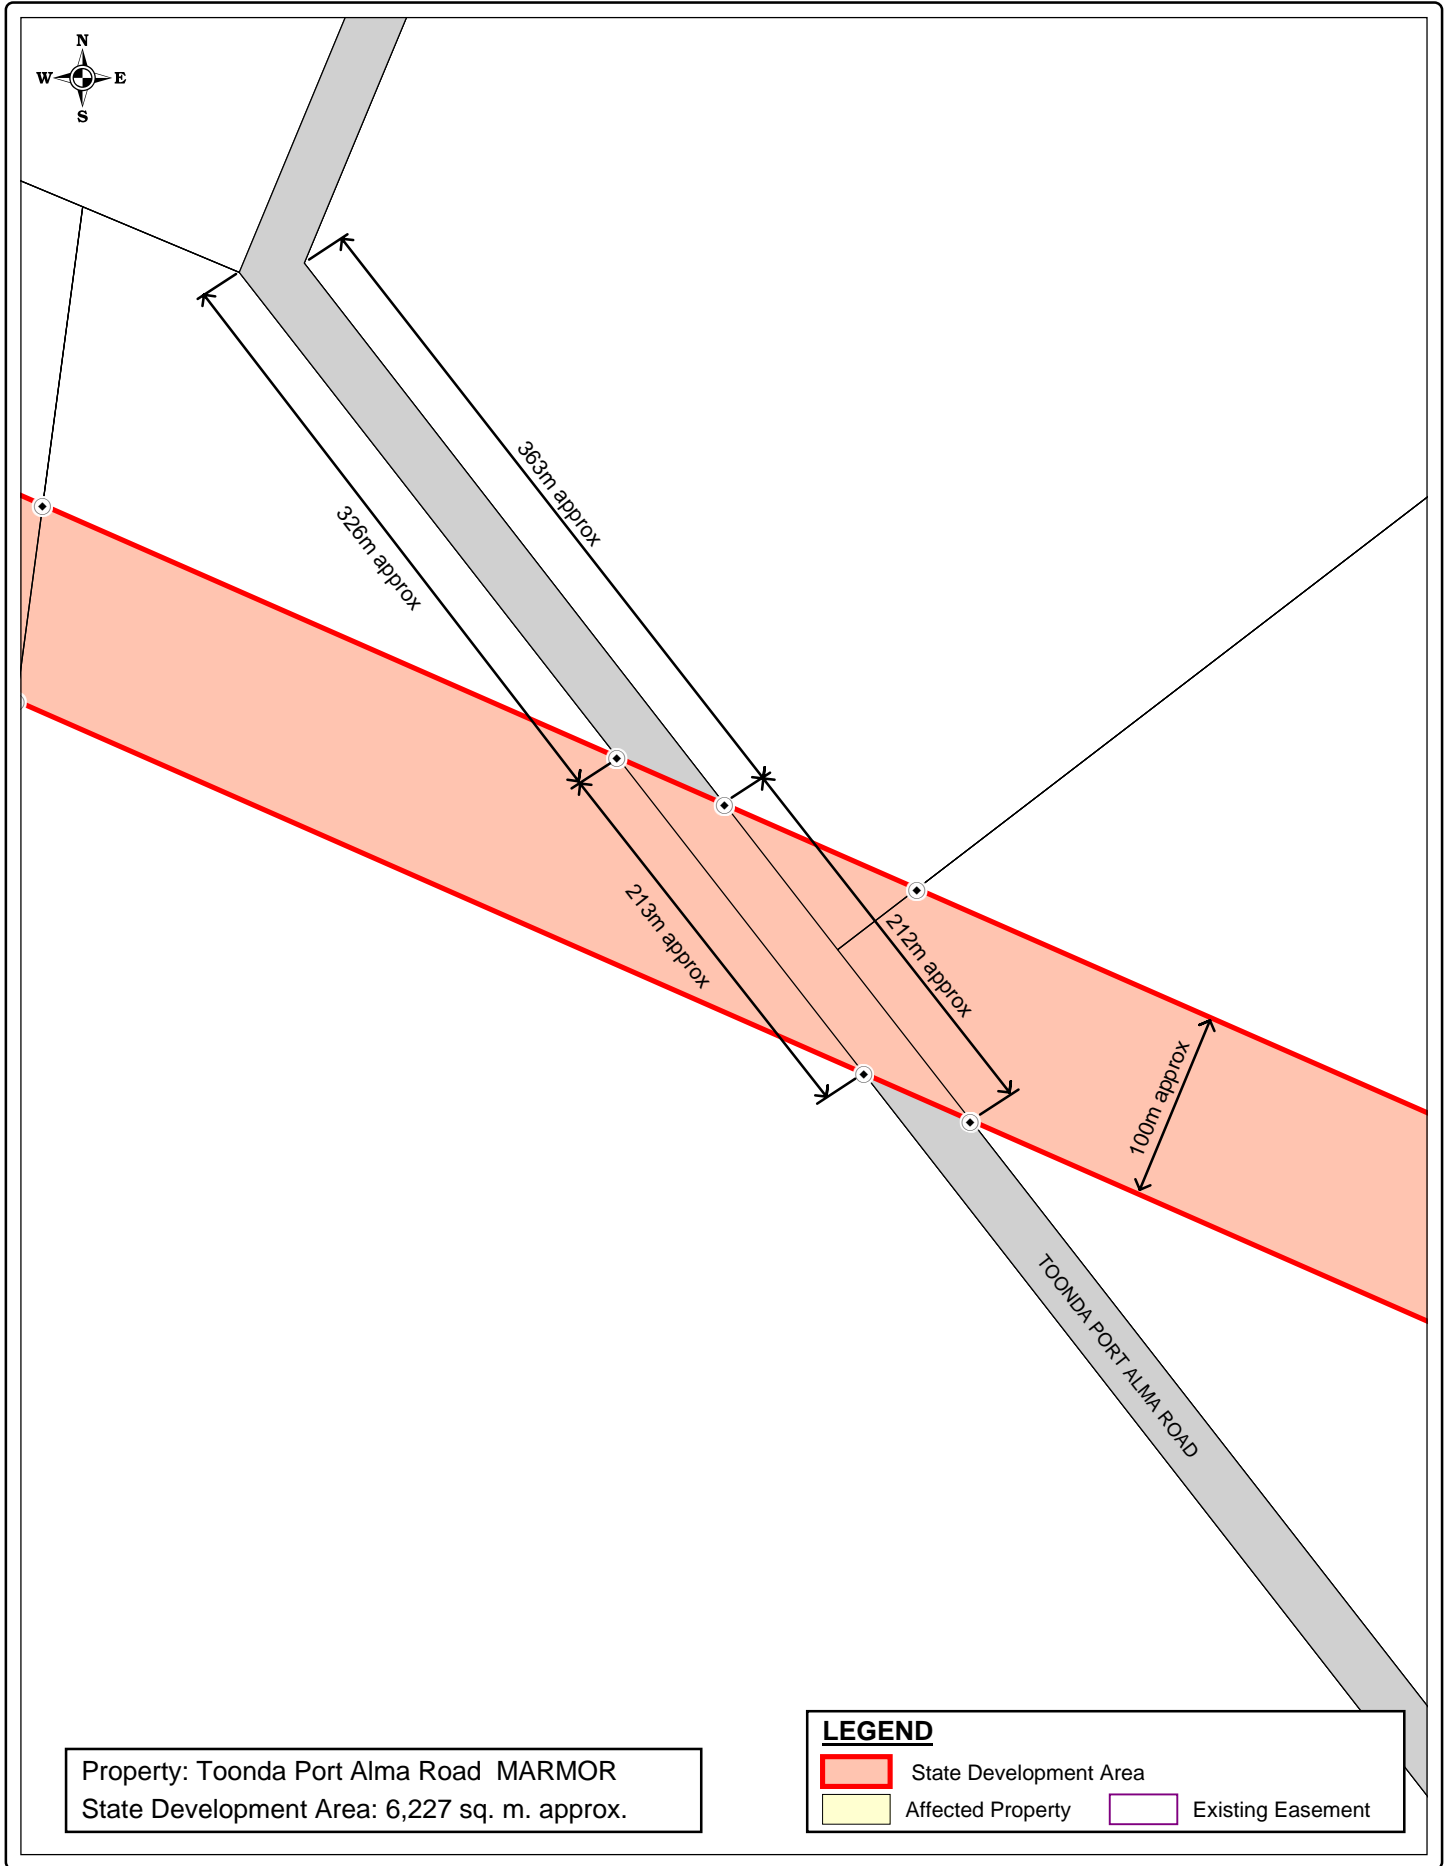 N
W E
S
363m approx
326m approx
213m approx
212m approx
100m approx
TOONDA PORT ALMA ROAD
Property: Toonda Port Alma Road MARMOR
State Development Area: 6,227 sq. m. approx.
LEGEND
State Development Area
Affected Property Existing Easement